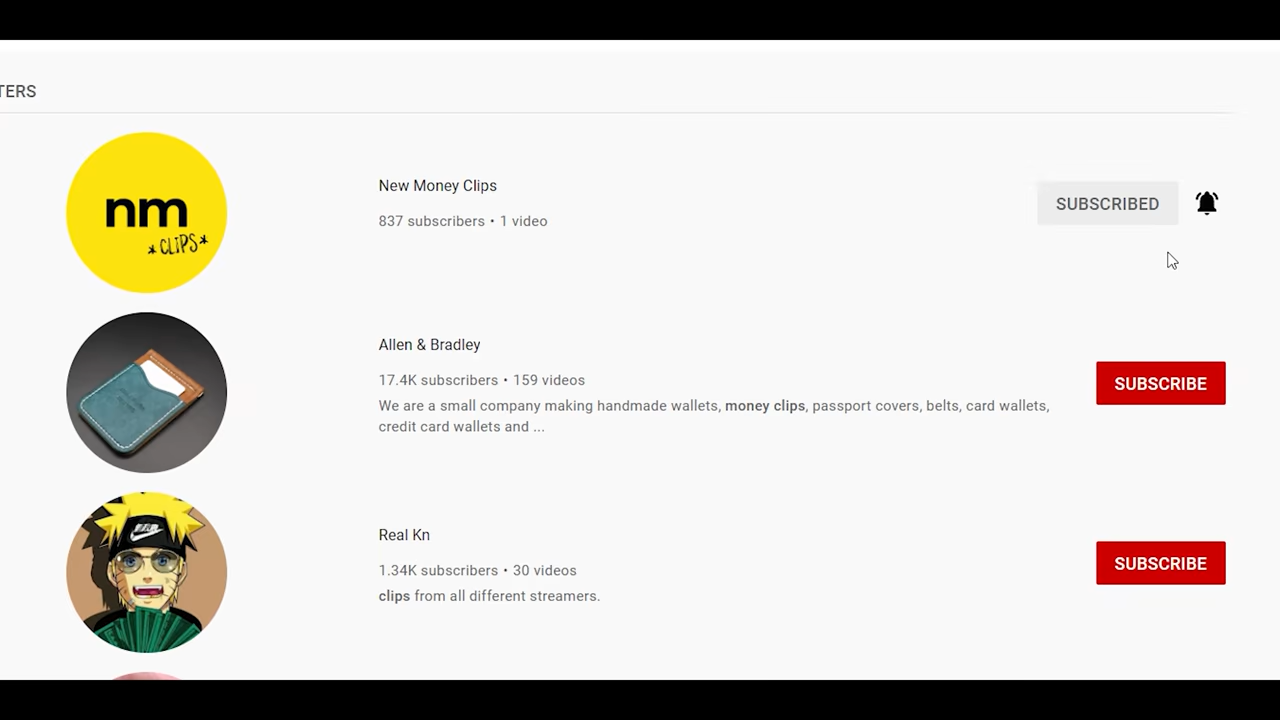 TERS
nm
*CLIPS*
New Money Clips
837 subscribers • 1 video
SUBSCRIBED
Allen & Bradley
17.4K subscribers • 159 videos
We are a small company making handmade wallets, money clips, passport covers, belts, card wallets,
credit card wallets and ...
SUBSCRIBE
Real Kn
1.34K subscribers • 30 videos
clips from all different streamers.
SUBSCRIBE